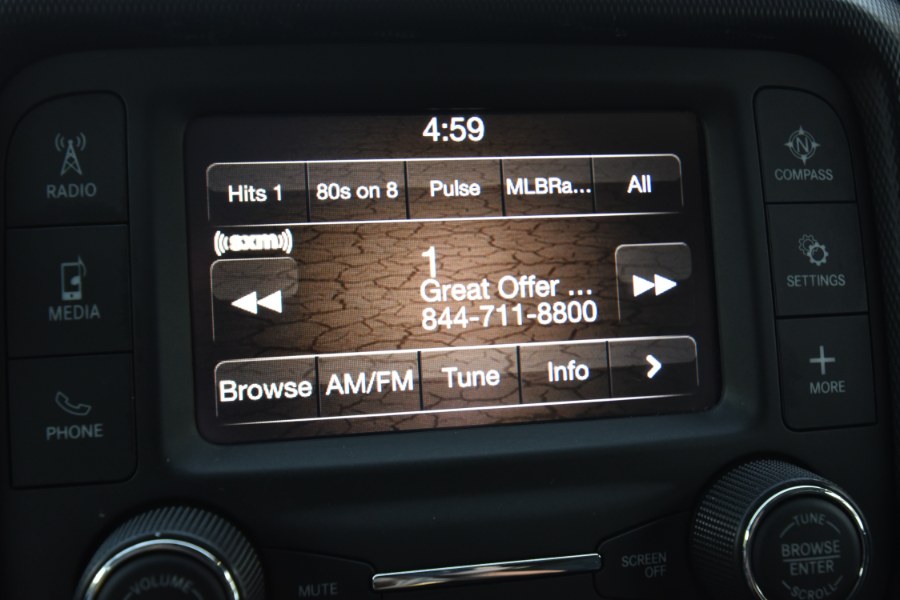 4:59
Hits 1 80s on 8 Pulse MLBRa... All
((sxm))
1
Great Offer ...
844-711-8800
Browse AM/FM Tune Info >
RADIO
MEDIA
PHONE
N
COMPASS
SETTINGS
+
MORE
VOLUME
MUTE
SCREEN
OFF
TUNE
BROWSE
ENTER
SCROLL